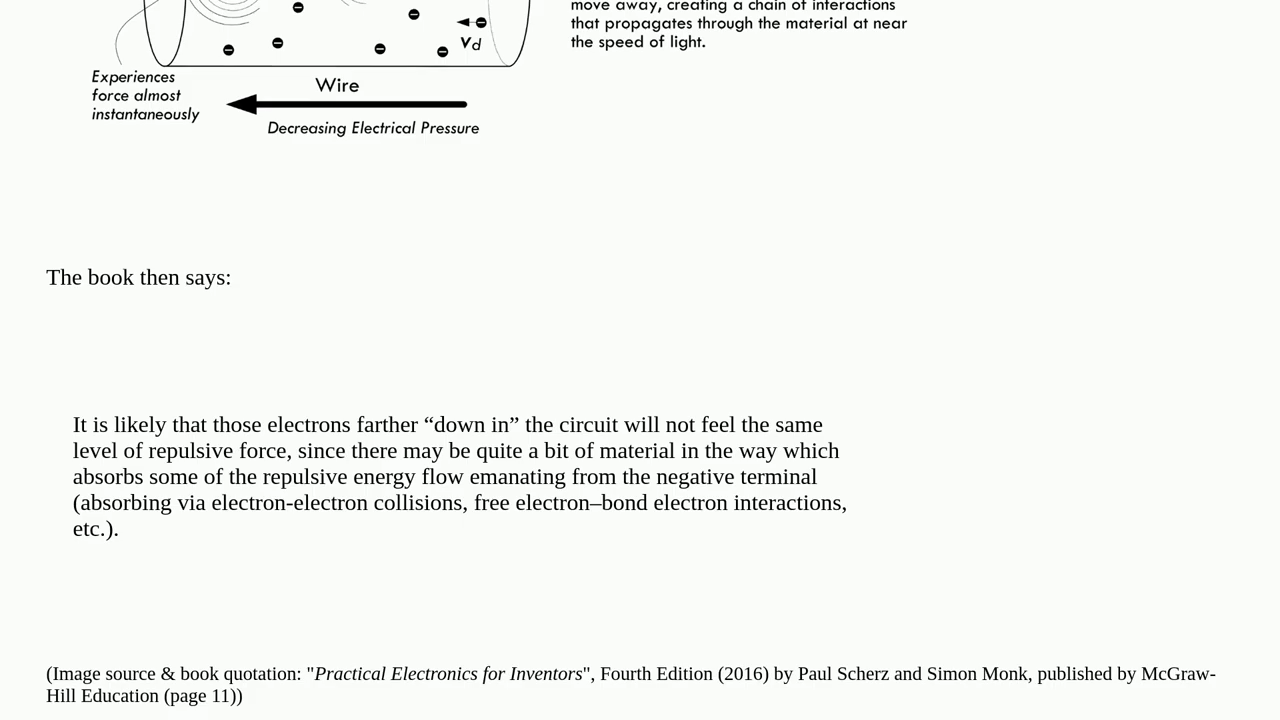 move away, creating a chain of interactions
that propagates through the material at near
the speed of light.
vd
Experiences
force almost
instantaneously
Wire
Decreasing Electrical Pressure
The book then says:
It is likely that those electrons farther “down in” the circuit will not feel the same
level of repulsive force, since there may be quite a bit of material in the way which
absorbs some of the repulsive energy flow emanating from the negative terminal
(absorbing via electron-electron collisions, free electron–bond electron interactions,
etc.).
(Image source & book quotation: "Practical Electronics for Inventors", Fourth Edition (2016) by Paul Scherz and Simon Monk, published by McGraw-
Hill Education (page 11))